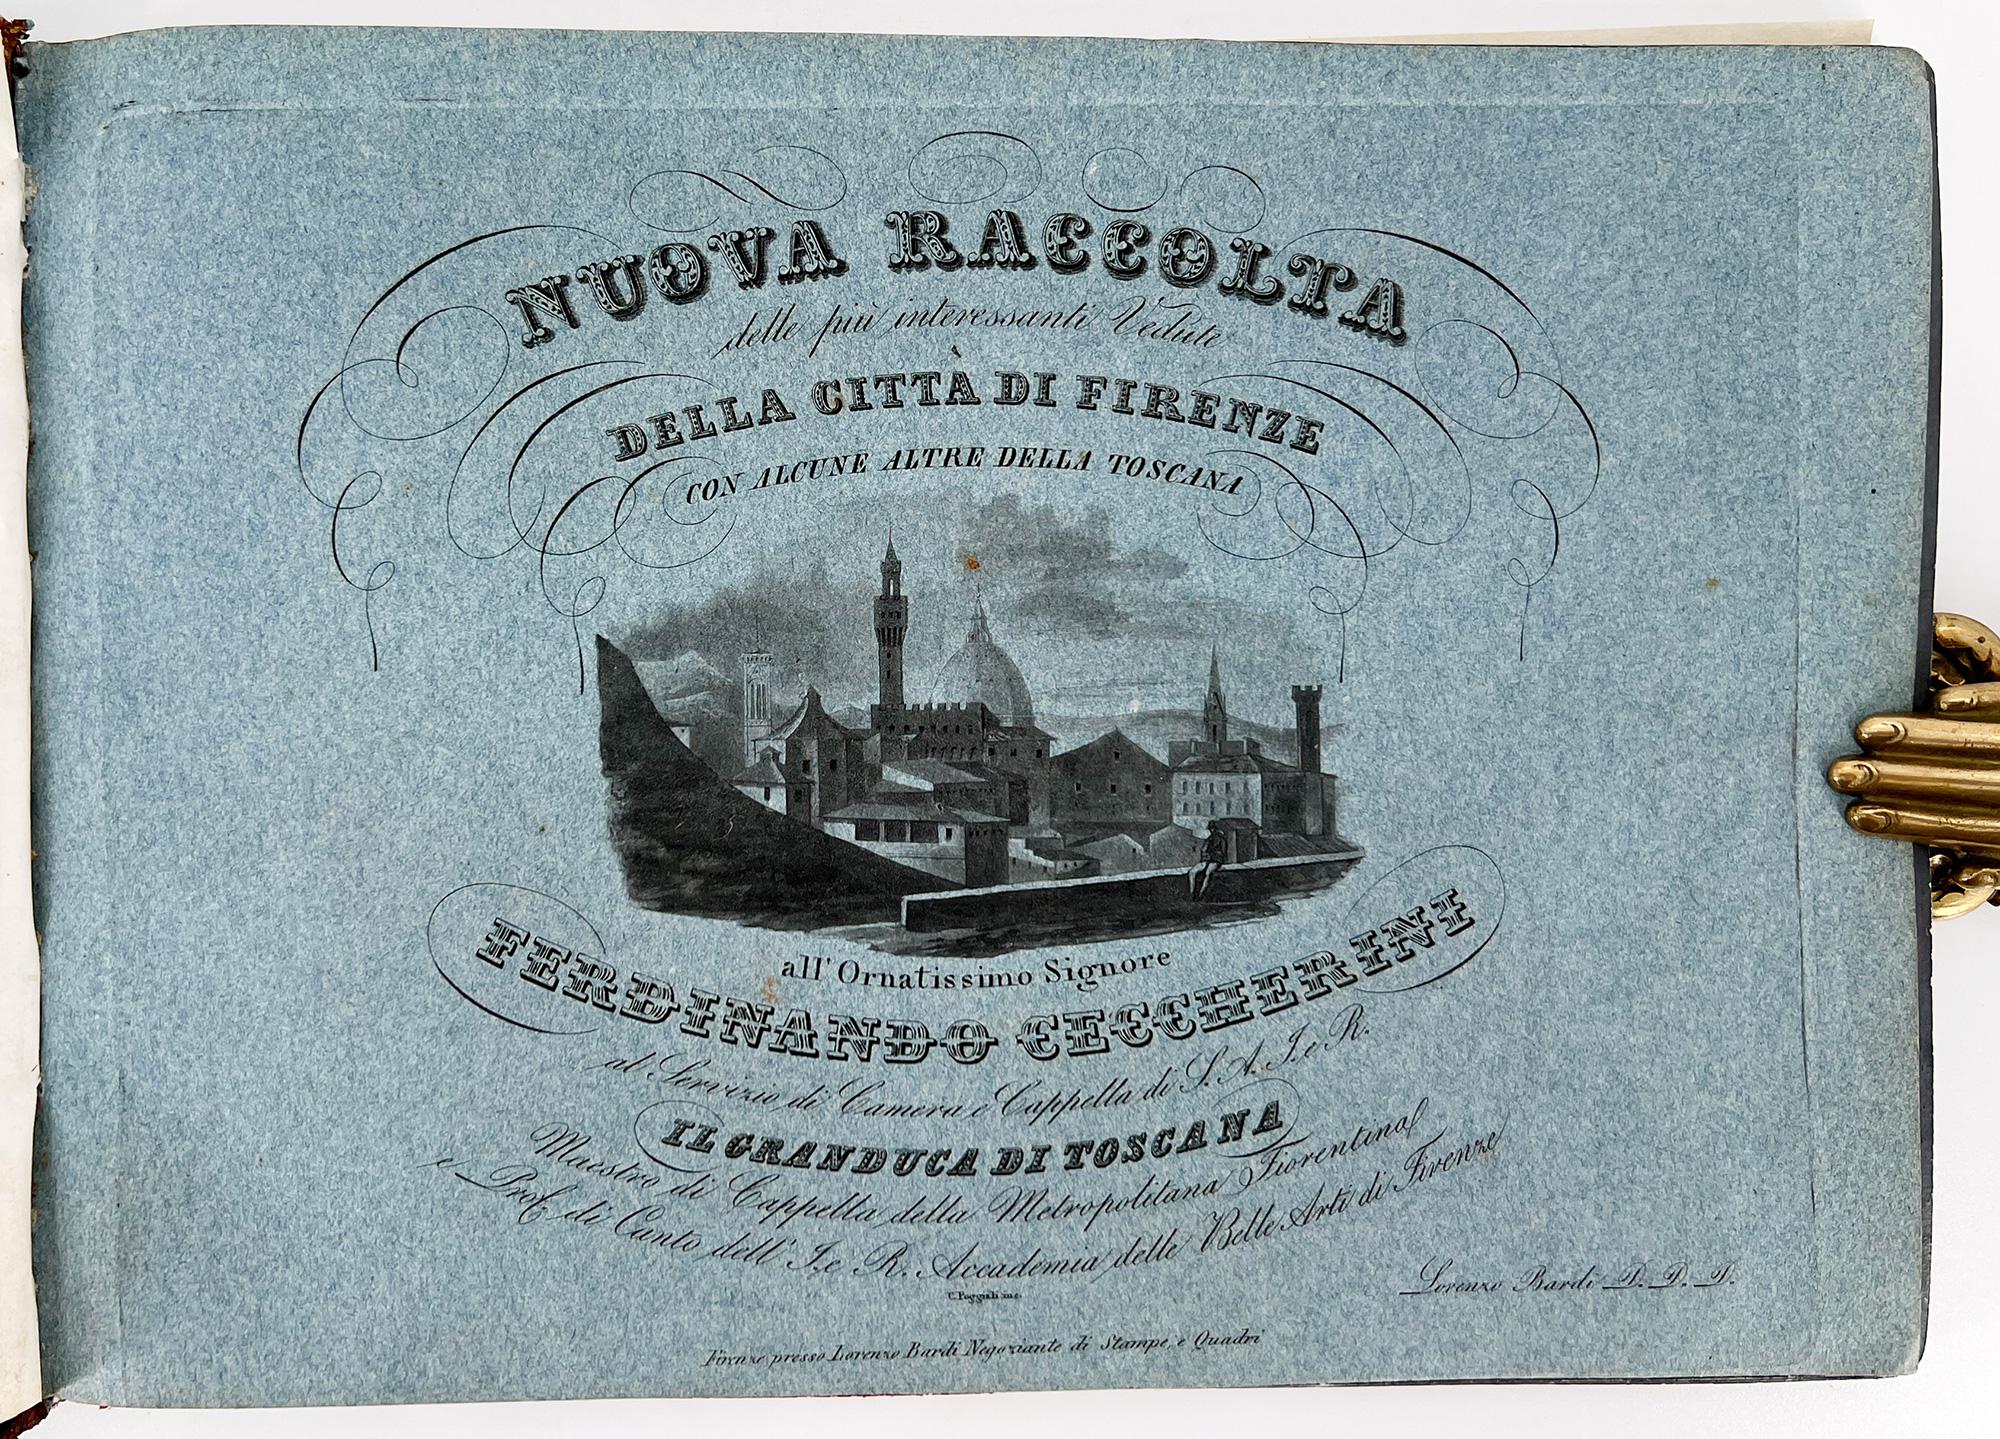 NUOVA RACCOLTA
delle più interessanti Vedute
DELLA CITTÀ DI FIRENZE
CON ALCUNE ALTRE DELLA TOSCANA
all' Ornatissimo Signore
FERDINANDO CECCHERINI
al Servizio di Camera e Cappella di S. A. I. e R.
IL GRANDUCA DI TOSCANA
Maestro di Cappella della Metropolitana Fiorentina
e Prof. di Canto dell' I. e R. Accademia delle Belle Arti di Firenze
Lorenzo Bardi D. D. D.
C. Poggiali inc.
Firenze presso Lorenzo Bardi Negoziante di Stampe, e Quadri